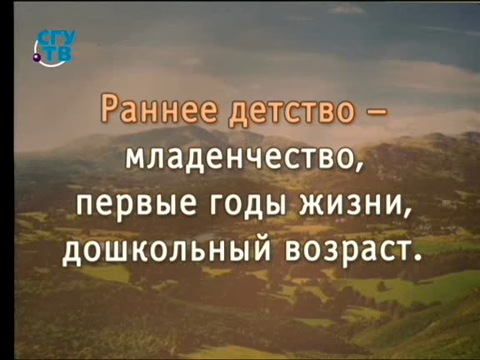 СГУ
ТВ
Раннее детство –
младенчество,
первые годы жизни,
дошкольный возраст.